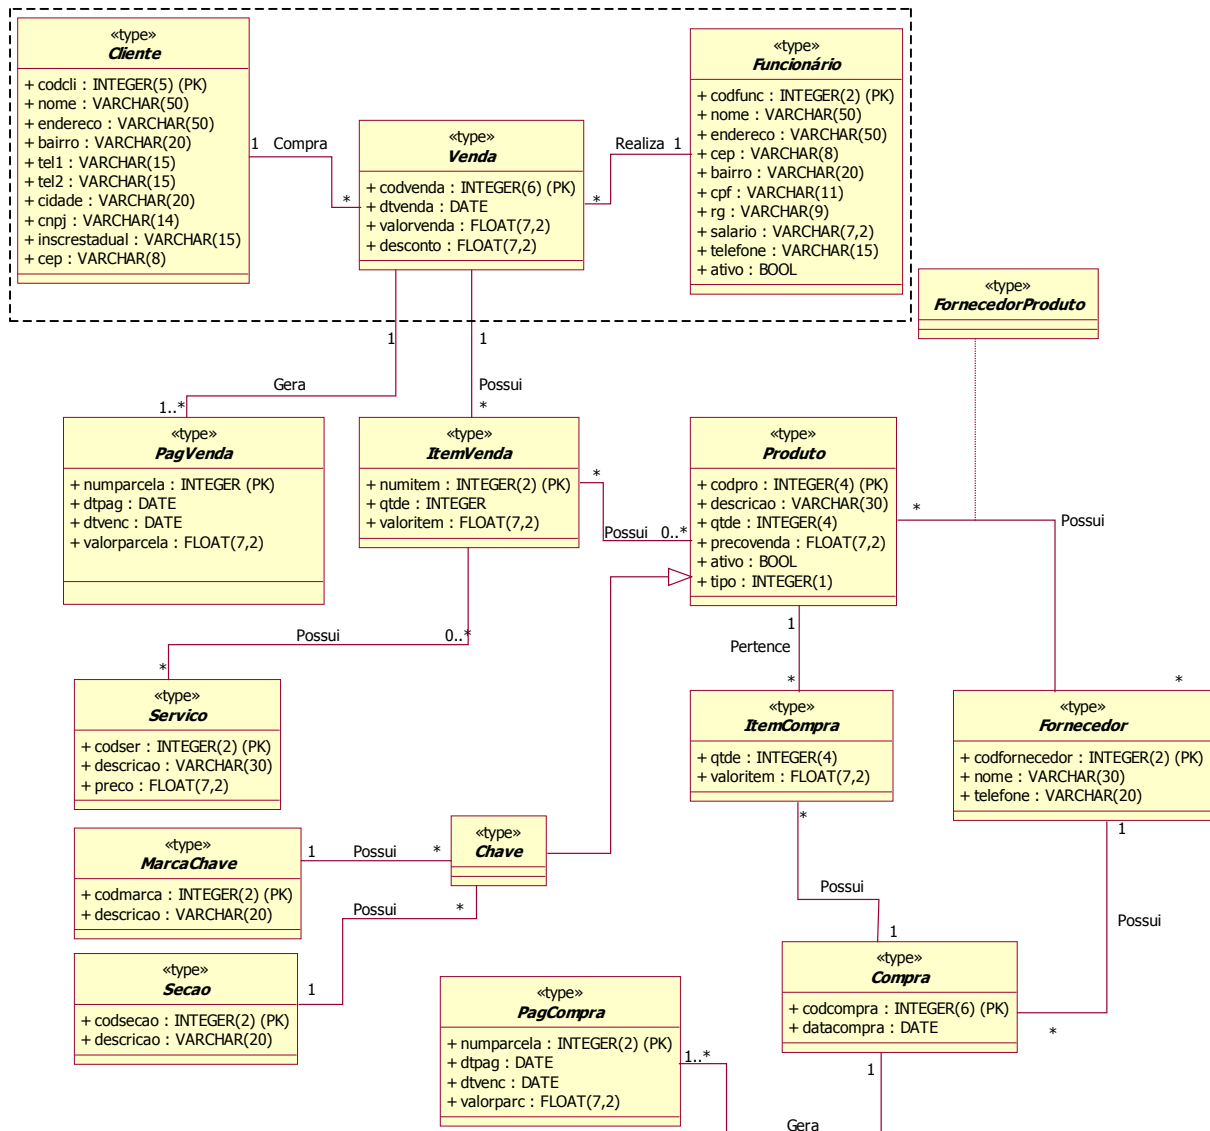 «type»
Cliente
+ codcli : INTEGER(5) (PK)
+ nome : VARCHAR(50)
+ endereco : VARCHAR(50)
+ bairro : VARCHAR(20)
+ tel1 : VARCHAR(15)
+ tel2 : VARCHAR(15)
+ cidade : VARCHAR(20)
+ cnpj : VARCHAR(14)
+ inscrestadual : VARCHAR(15)
+ cep : VARCHAR(8)
1 Compra
*
«type»
Venda
+ codvenda : INTEGER(6) (PK)
+ dtvenda : DATE
+ valorvenda : FLOAT(7,2)
+ desconto : FLOAT(7,2)
Realiza 1
*
«type»
Funcionário
+ codfunc : INTEGER(2) (PK)
+ nome : VARCHAR(50)
+ endereco : VARCHAR(50)
+ cep : VARCHAR(8)
+ bairro : VARCHAR(20)
+ cpf : VARCHAR(11)
+ rg : VARCHAR(9)
+ salario : VARCHAR(7,2)
+ telefone : VARCHAR(15)
+ ativo : BOOL
«type»
FornecedorProduto
1
1
Gera
1..*
Possui
*
«type»
PagVenda
+ numparcela : INTEGER (PK)
+ dtpag : DATE
+ dtvenc : DATE
+ valorparcela : FLOAT(7,2)
«type»
ItemVenda
+ numitem : INTEGER(2) (PK)
+ qtde : INTEGER
+ valoritem : FLOAT(7,2)
*
Possui 0..*
«type»
Produto
+ codpro : INTEGER(4) (PK)
+ descricao : VARCHAR(30)
+ qtde : INTEGER(4)
+ precovenda : FLOAT(7,2)
+ ativo : BOOL
+ tipo : INTEGER(1)
*
Possui
Possui
0..*
*
1
Pertence
*
*
«type»
Servico
+ codser : INTEGER(2) (PK)
+ descricao : VARCHAR(30)
+ preco : FLOAT(7,2)
«type»
ItemCompra
+ qtde : INTEGER(4)
+ valoritem : FLOAT(7,2)
*
«type»
Fornecedor
+ codfornecedor : INTEGER(2) (PK)
+ nome : VARCHAR(30)
+ telefone : VARCHAR(20)
1
«type»
MarcaChave
+ codmarca : INTEGER(2) (PK)
+ descricao : VARCHAR(20)
1 Possui *
«type»
Chave
Possui *
1
Possui
1
Possui
*
«type»
Secao
+ codsecao : INTEGER(2) (PK)
+ descricao : VARCHAR(20)
«type»
Compra
+ codcompra : INTEGER(6) (PK)
+ datacompra : DATE
1
«type»
PagCompra
+ numparcela : INTEGER(2) (PK)
+ dtpag : DATE
+ dtvenc : DATE
+ valorparc : FLOAT(7,2)
1..*
Gera